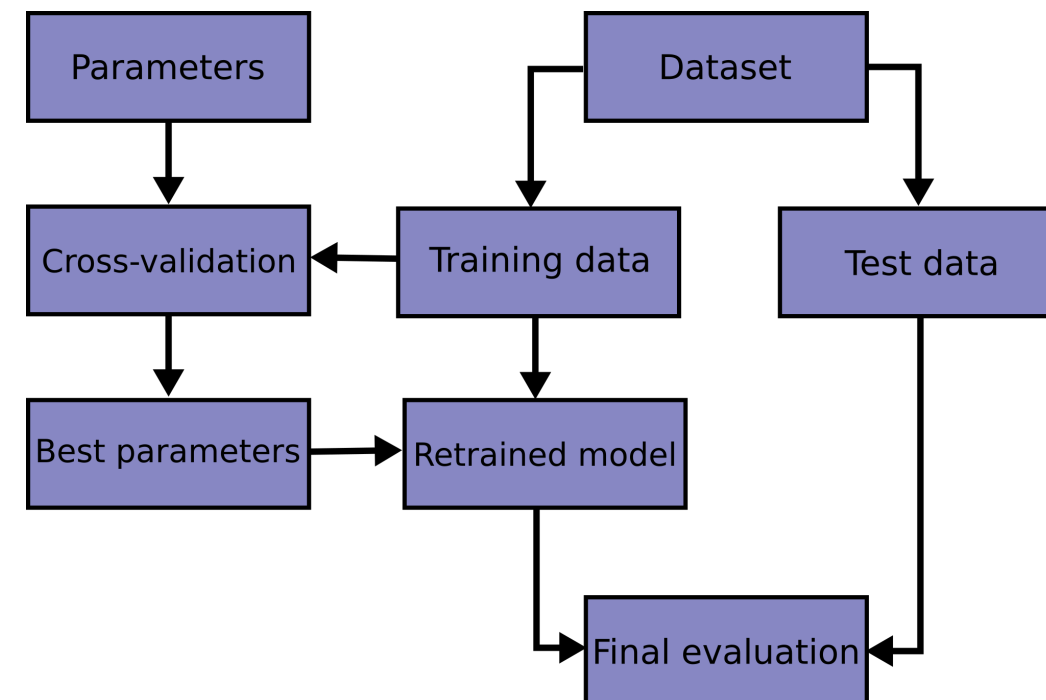 Parameters
Dataset
Cross-validation
Training data
Test data
Best parameters
Retrained model
Final evaluation